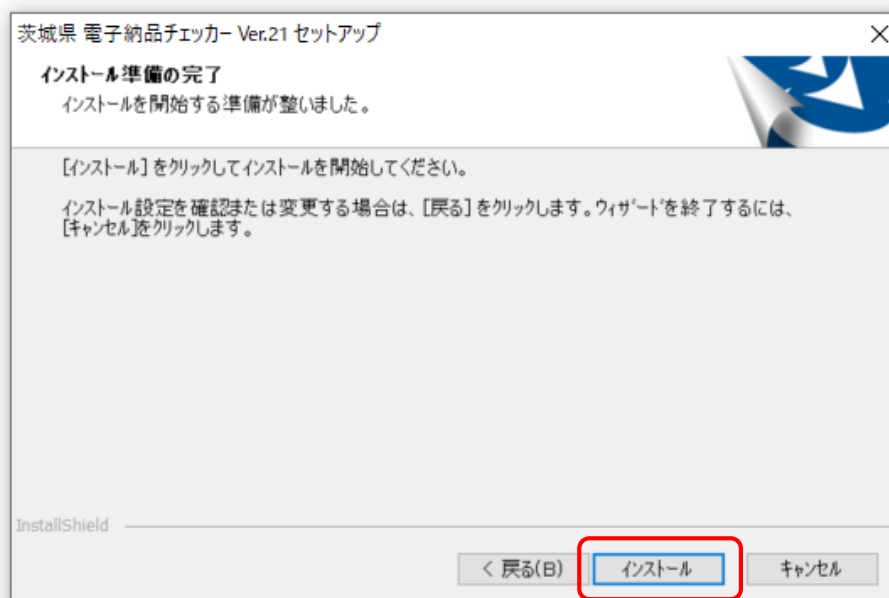 茨城県 電子納品チェッカー Ver.21 セットアップ
インストール準備の完了
インストールを開始する準備が整いました。
[インストール] をクリックしてインストールを開始してください。
インストール設定を確認または変更する場合は、[戻る] をクリックします。ウィザードを終了するには、
[キャンセル]をクリックします。
InstallShield
< 戻る(B)
インストール
キャンセル